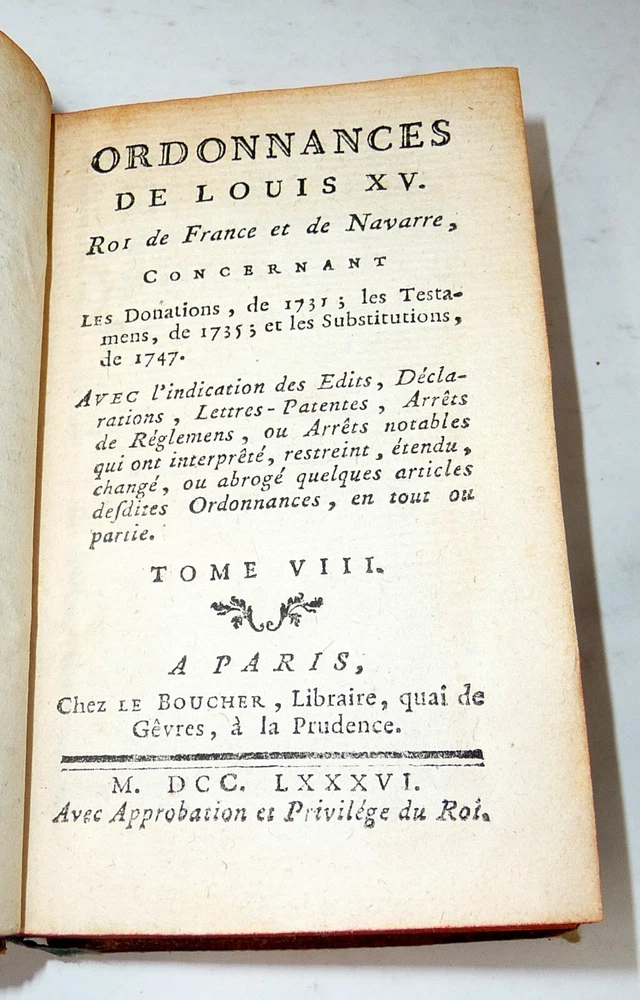 ORDONNANCES
DE LOUIS XV.
Roi de France et de Navarre,
CONCERNANT
LES Donations, de 1731; les Testa-
mens, de 1735; et les Substitutions,
de 1747.
AVEC l'indication des Edits, Décla-
rations, Lettres-Patentes, Arrêts
de Réglemens, ou Arrêts notables
qui ont interprêté, restreint, étendu,
changé, ou abrogé quelques articles
deſdites Ordonnances, en tout ou
partie.
TOME VIII.
A PARIS,
Chez LE BOUCHER, Libraire, quai de
Gêvres, à la Prudence.
M. DCC. LXXXVI.
Avec Approbation et Privilége du Roi.